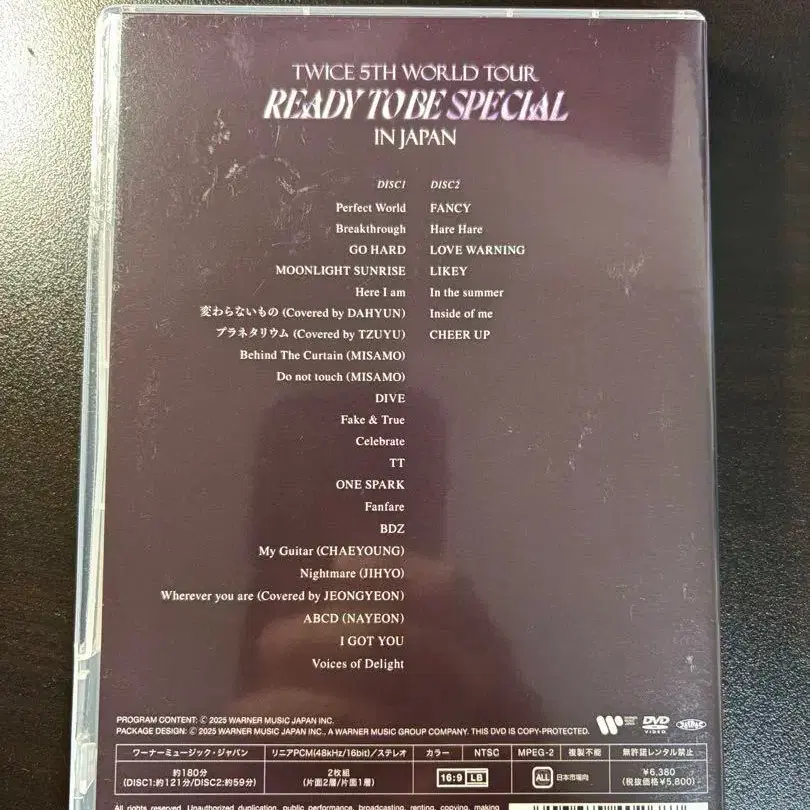 TWICE 5TH WORLD TOUR
READY TO BE SPECIAL
IN JAPAN
DISC1
Perfect World
Breakthrough
GO HARD
MOONLIGHT SUNRISE
Here I am
変わらないもの (Covered by DAHYUN)
プラネタリウム (Covered by TZUYU)
Behind The Curtain (MISAMO)
Do not touch (MISAMO)
DIVE
Fake & True
Celebrate
TT
ONE SPARK
Fanfare
BDZ
My Guitar (CHAEYOUNG)
Nightmare (JIHYO)
Wherever you are (Covered by JEONGYEON)
ABCD (NAYEON)
I GOT YOU
Voices of Delight
DISC2
FANCY
Hare Hare
LOVE WARNING
LIKEY
In the summer
Inside of me
CHEER UP
PROGRAM CONTENT: Ⓒ 2025 WARNER MUSIC JAPAN INC.
PACKAGE DESIGN: Ⓒ 2025 WARNER MUSIC JAPAN INC., A WARNER MUSIC GROUP COMPANY. THIS DVD IS COPY-PROTECTED.
DVD
VIDEO
ワーナーミュージック・ジャパン
リニアPCM(48kHz/16bit)/ステレオ
カラー
NTSC
MPEG-2
複製不能
無許諾レンタル禁止
約180分
(DISC1:約121分/DISC2:約59分)
2枚組
(片面2層/片面1層)
16:9 LB
ALL 日本市場向
¥6,380
(税抜価格¥5,800)
All rights reserved. Unauthorized duplication, public performance, broadcasting, renting, copying, making